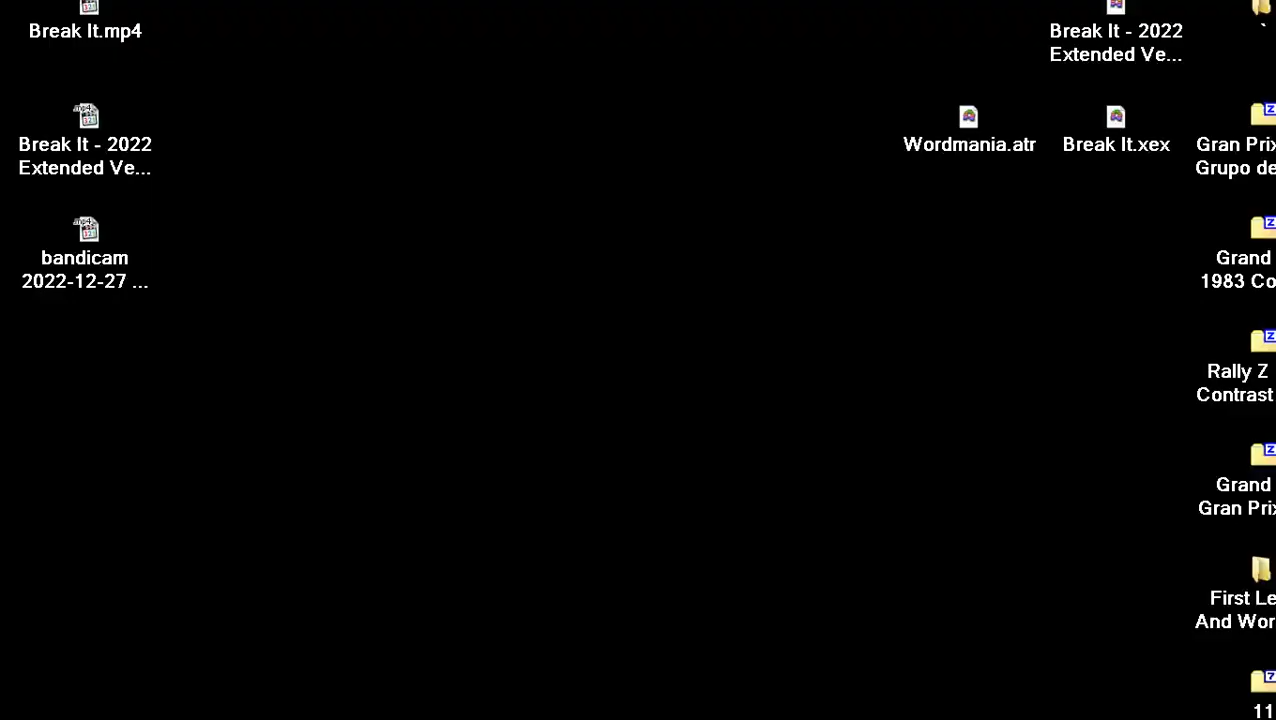 Break It.mp4
Break It - 2022
Extended Ve...
bandicam
2022-12-27 ...
Wordmania.atr
Break It - 2022
Extended Ve...
Break It.xex
Gran Prix
Grupo de
Grand
1983 Co
Rally Z
Contrast
Grand
Gran Prix
First Le
And Wor
11